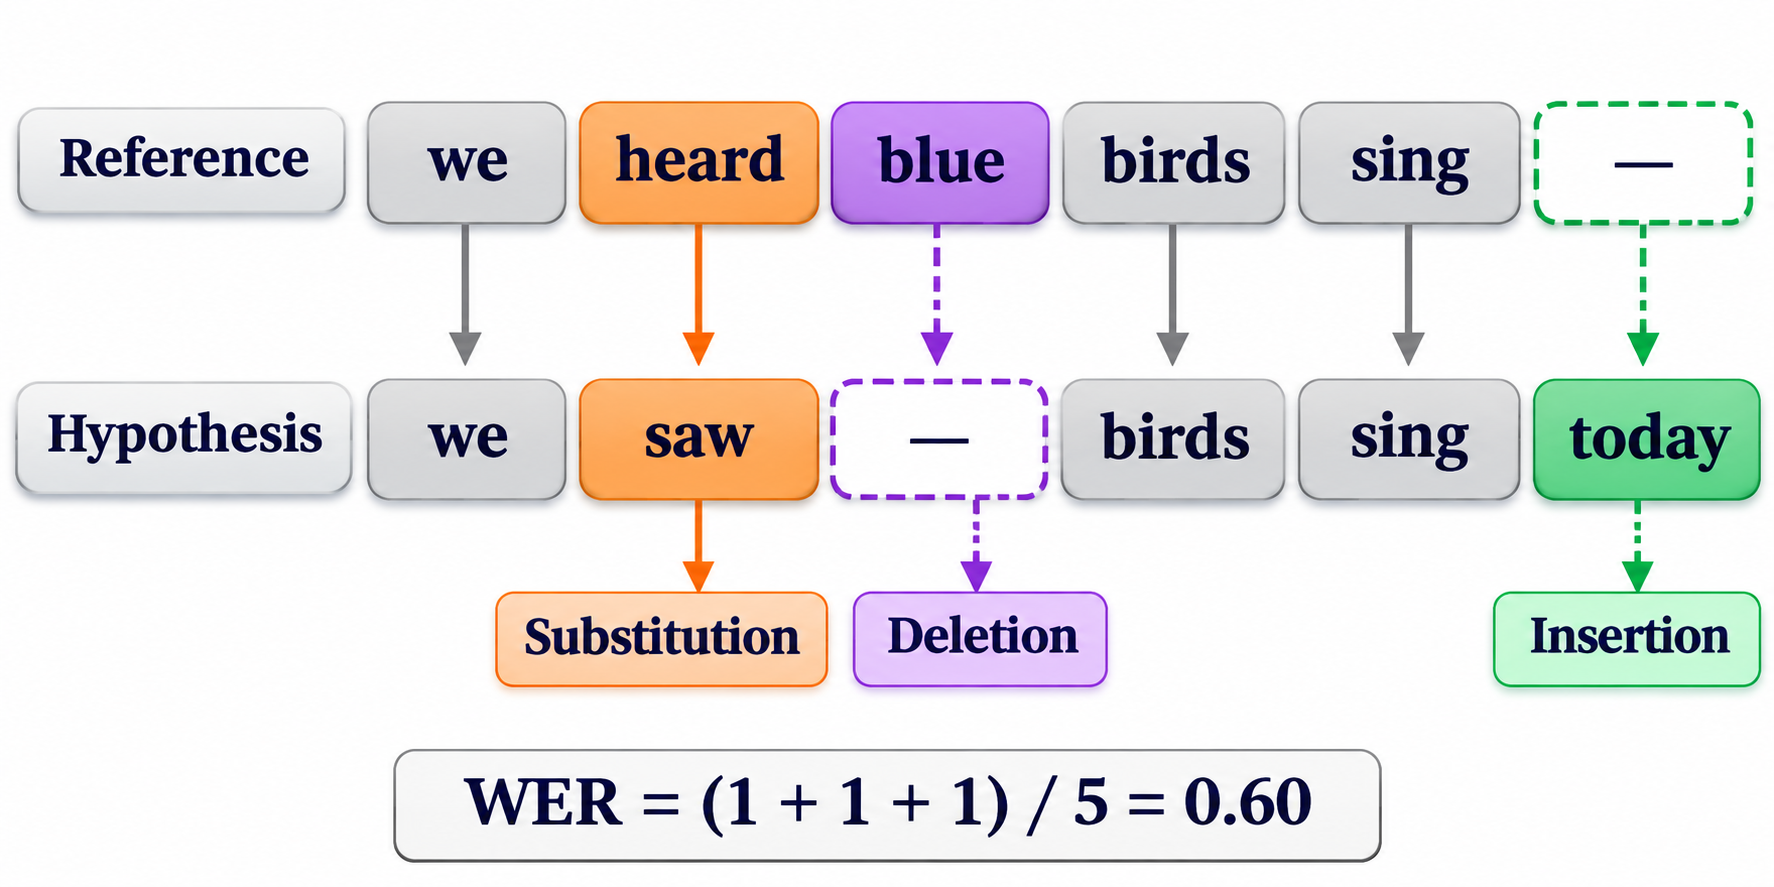 Reference we heard blue birds sing —
Hypothesis we saw — birds sing today
Substitution Deletion Insertion
WER = (1 + 1 + 1) / 5 = 0.60